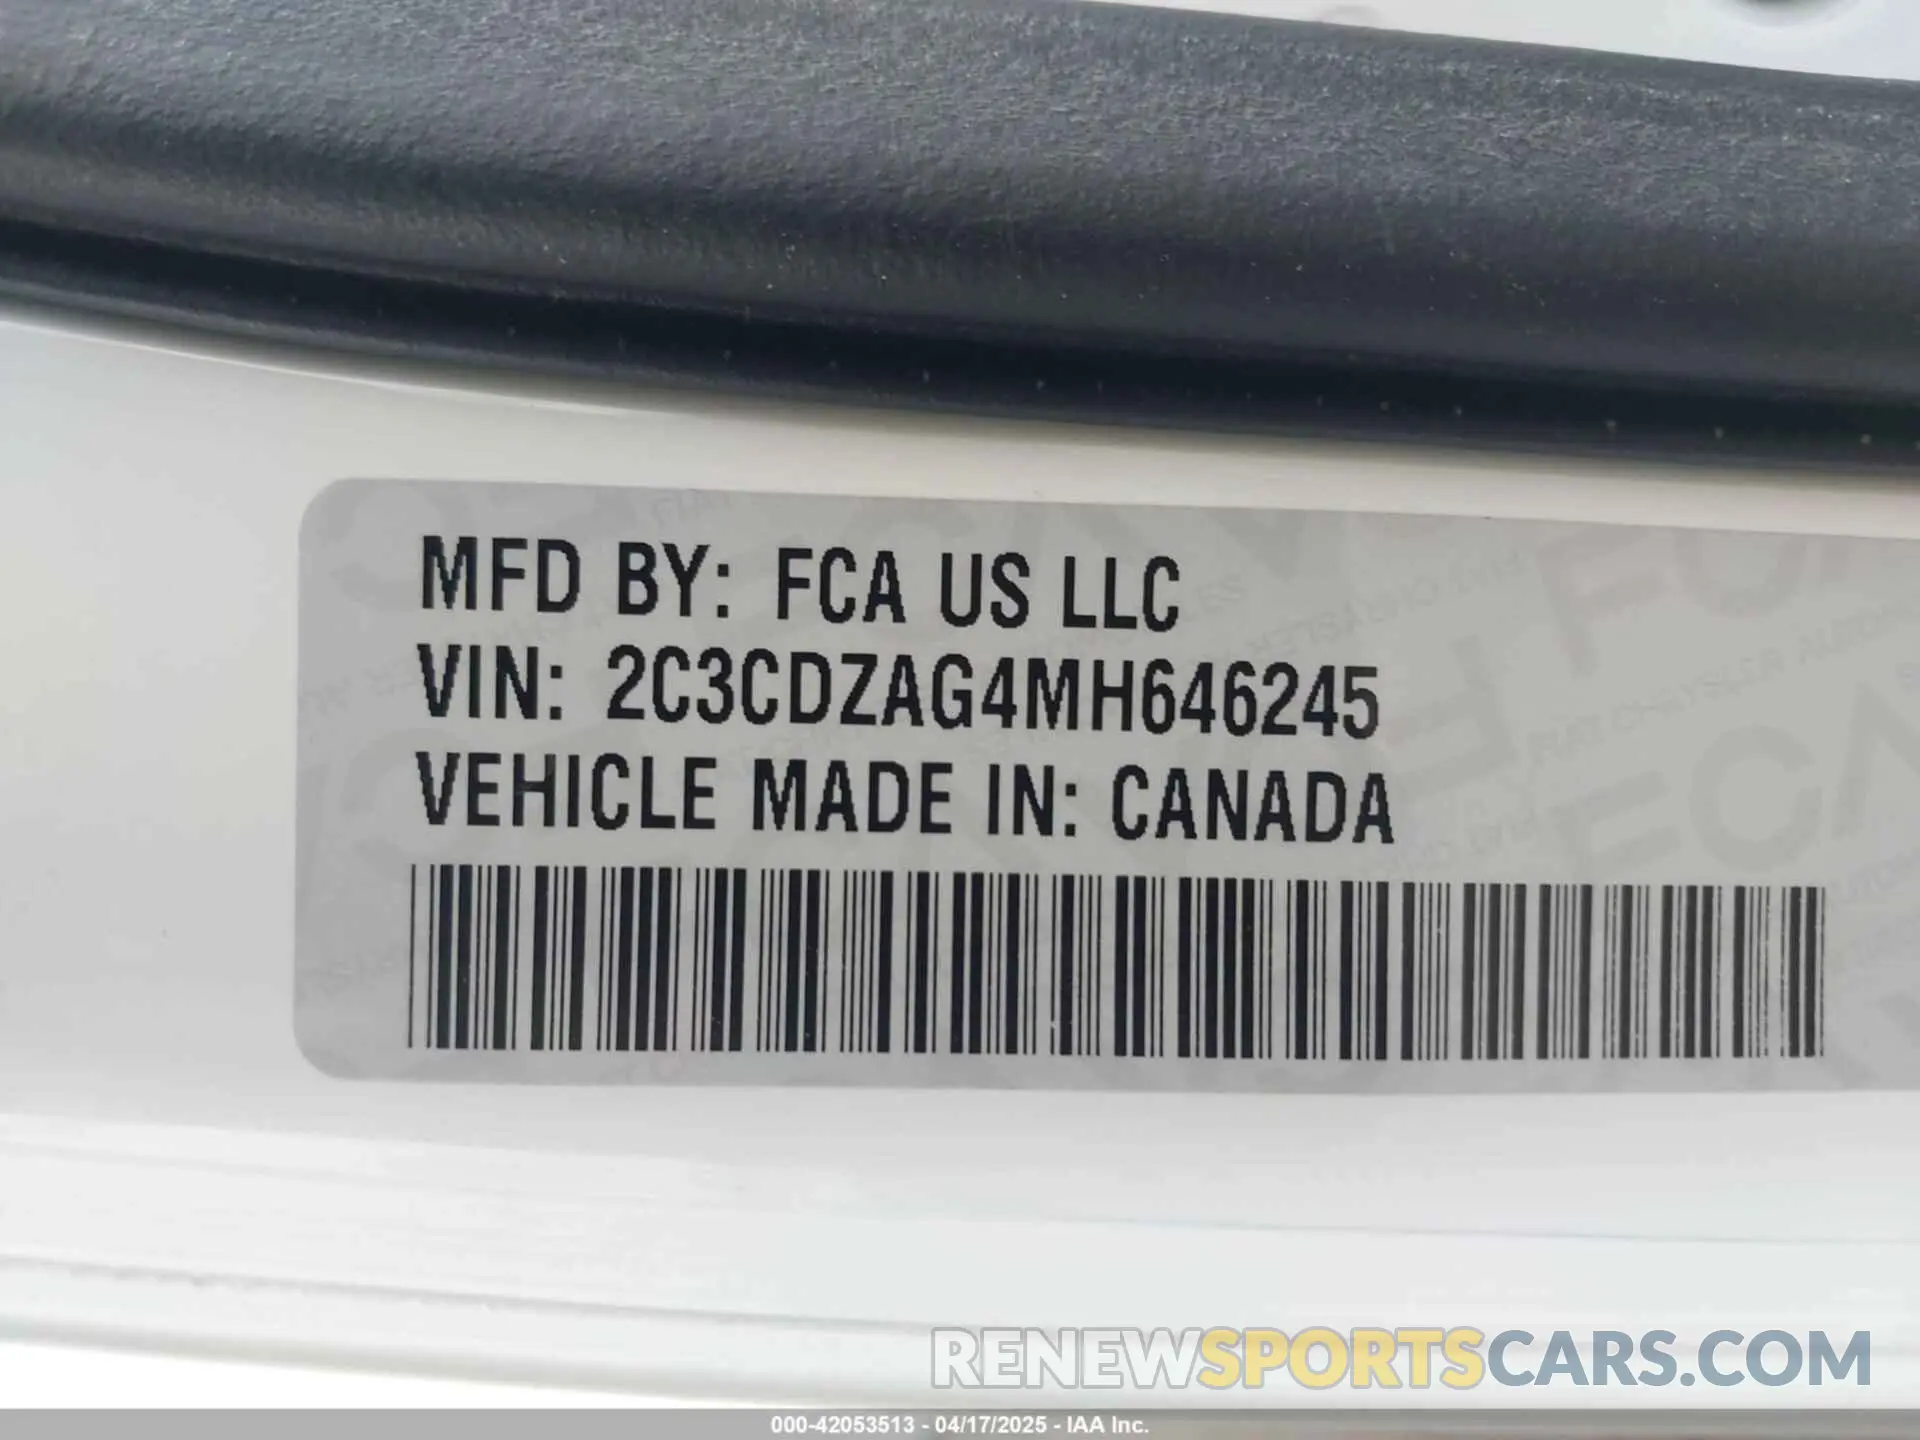 MFD BY: FCA US LLC
VIN: 2C3CDZAG4MH646245
VEHICLE MADE IN: CANADA
RENEWSPORTSCARS.COM
000-42053513 - 04/17/2025 - IAA Inc.